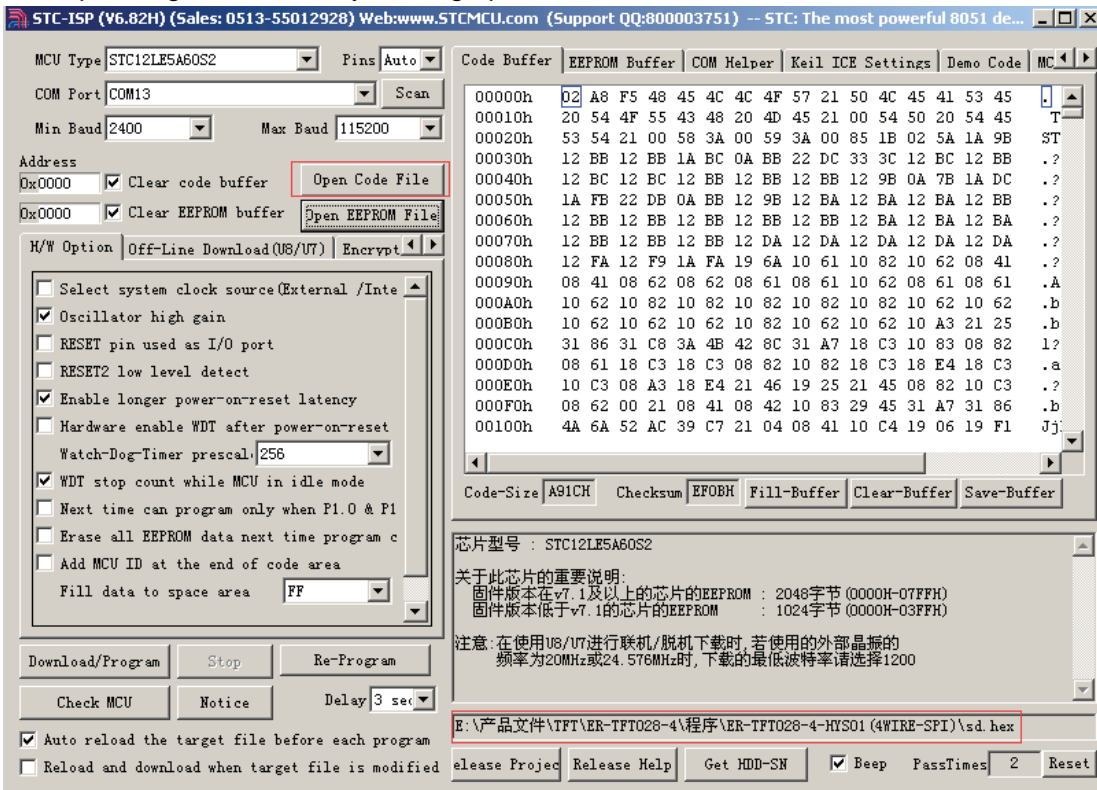 STC-ISP (V6.82H) (Sales: 0513-55012928) Web:www.STCMCU.com (Support QQ:800003751) -- STC: The most powerful 8051 de...
MCU Type STC12LE5A60S2 Pins Auto
COM Port COM13 Scan
Min Baud 2400 Max Baud 115200
Address
0x0000 Clear code buffer Open Code File
0x0000 Clear EEPROM buffer Open EEPROM File
H/W Option Off-Line Download(U8/U7) Encrypt
Select system clock source(External /Inte
Oscillator high gain
RESET pin used as I/O port
RESET2 low level detect
Enable longer power-on-reset latency
Hardware enable WDT after power-on-reset
Watch-Dog-Timer prescal 256
WDT stop count while MCU in idle mode
Next time can program only when P1.0 & P1
Erase all EEPROM data next time program c
Add MCU ID at the end of code area
Fill data to space area FF
Download/Program Stop Re-Program
Check MCU Notice Delay 3 sec
Auto reload the target file before each program
Reload and download when target file is modified
Code Buffer EEPROM Buffer COM Helper Keil ICE Settings Demo Code MC
00000h 02 A8 F5 48 45 4C 4C 4F 57 21 50 4C 45 41 53 45 .
00010h 20 54 4F 55 43 48 20 4D 45 21 00 54 50 20 54 45 T
00020h 53 54 21 00 58 3A 00 59 3A 00 85 1B 02 5A 1A 9B ST
00030h 12 BB 12 BB 1A BC 0A BB 22 DC 33 3C 12 BC 12 BB .?
00040h 12 BC 12 BC 12 BB 12 BB 12 BB 12 9B 0A 7B 1A DC .?
00050h 1A FB 22 DB 0A BB 12 9B 12 BA 12 BA 12 BA 12 BB .?
00060h 12 BB 12 BB 12 BB 12 BB 12 BB 12 BA 12 BA 12 BA .?
00070h 12 BB 12 BB 12 BB 12 DA 12 DA 12 DA 12 DA 12 DA .?
00080h 12 FA 12 F9 1A FA 19 6A 10 61 10 82 10 62 08 41 .?
00090h 08 41 08 62 08 62 08 61 08 61 10 62 08 61 08 61 .A
000A0h 10 62 10 82 10 82 10 82 10 82 10 82 10 62 10 62 .b
000B0h 10 62 10 62 10 62 10 82 10 62 10 62 10 A3 21 25 .b
000C0h 31 86 31 C8 3A 4B 42 8C 31 A7 18 C3 10 83 08 82 1?
000D0h 08 61 18 C3 18 C3 08 82 10 82 18 C3 18 E4 18 C3 .a
000E0h 10 C3 08 A3 18 E4 21 46 19 25 21 45 08 82 10 C3 .?
000F0h 08 62 00 21 08 41 08 42 10 83 29 45 31 A7 31 86 .b
00100h 4A 6A 52 AC 39 C7 21 04 08 41 10 C4 19 06 19 F1 Jj
Code-Size A91CH Checksum EF0BH Fill-Buffer Clear-Buffer Save-Buffer
芯片型号 : STC12LE5A60S2
关于此芯片的重要说明:
固件版本在v7.1及以上的芯片的EEPROM : 2048字节(0000H-07FFH)
固件版本低于v7.1的芯片的EEPROM : 1024字节(0000H-03FFH)
注意:在使用U8/U7进行联机/脱机下载时,若使用的外部晶振的
频率为20MHz或24.576MHz时,下载的最低波特率请选择1200
E:\产品文件\TFT\ER-TFT028-4\程序\ER-TFT028-4-HYS01(4WIRE-SPI)\sd.hex
elease Projec Release Help Get HDD-SN Beep PassTimes 2 Reset